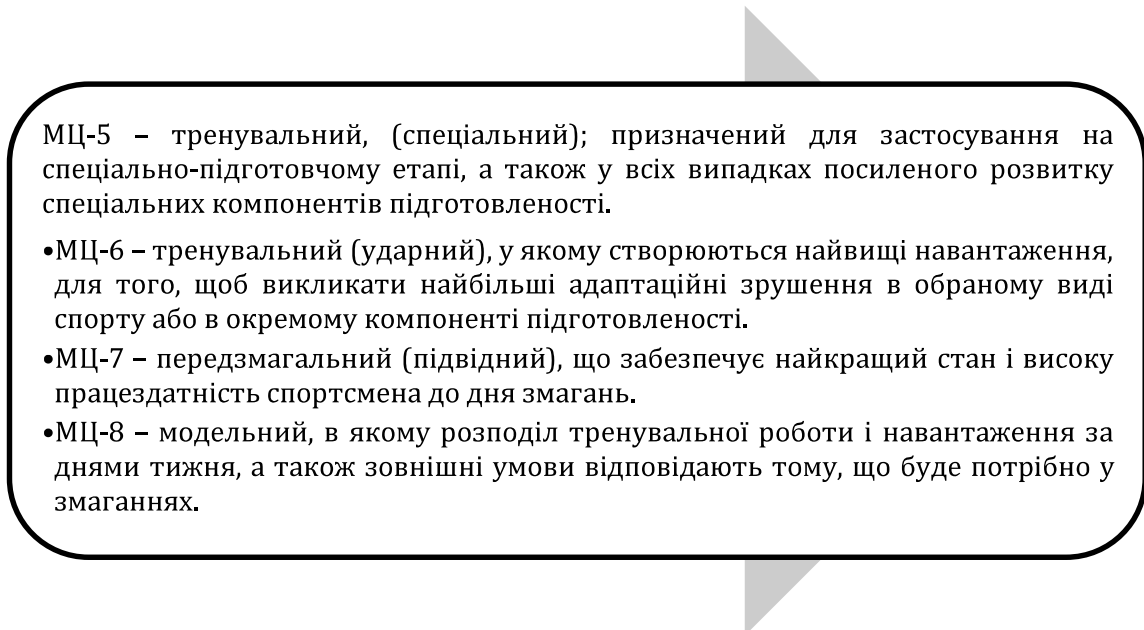 МЦ-5 – тренувальний, (спеціальний); призначений для застосування на
спеціально-підготовчому етапі, а також у всіх випадках посиленого розвитку
спеціальних компонентів підготовленості.
•МЦ-6 – тренувальний (ударний), у якому створюються найвищі навантаження,
для того, щоб викликати найбільші адаптаційні зрушення в обраному виді
спорту або в окремому компоненті підготовленості.
•МЦ-7 – передзмагальний (підвідний), що забезпечує найкращий стан і високу
працездатність спортсмена до дня змагань.
•МЦ-8 – модельний, в якому розподіл тренувальної роботи і навантаження за
днями тижня, а також зовнішні умови відповідають тому, що буде потрібно у
змаганнях.